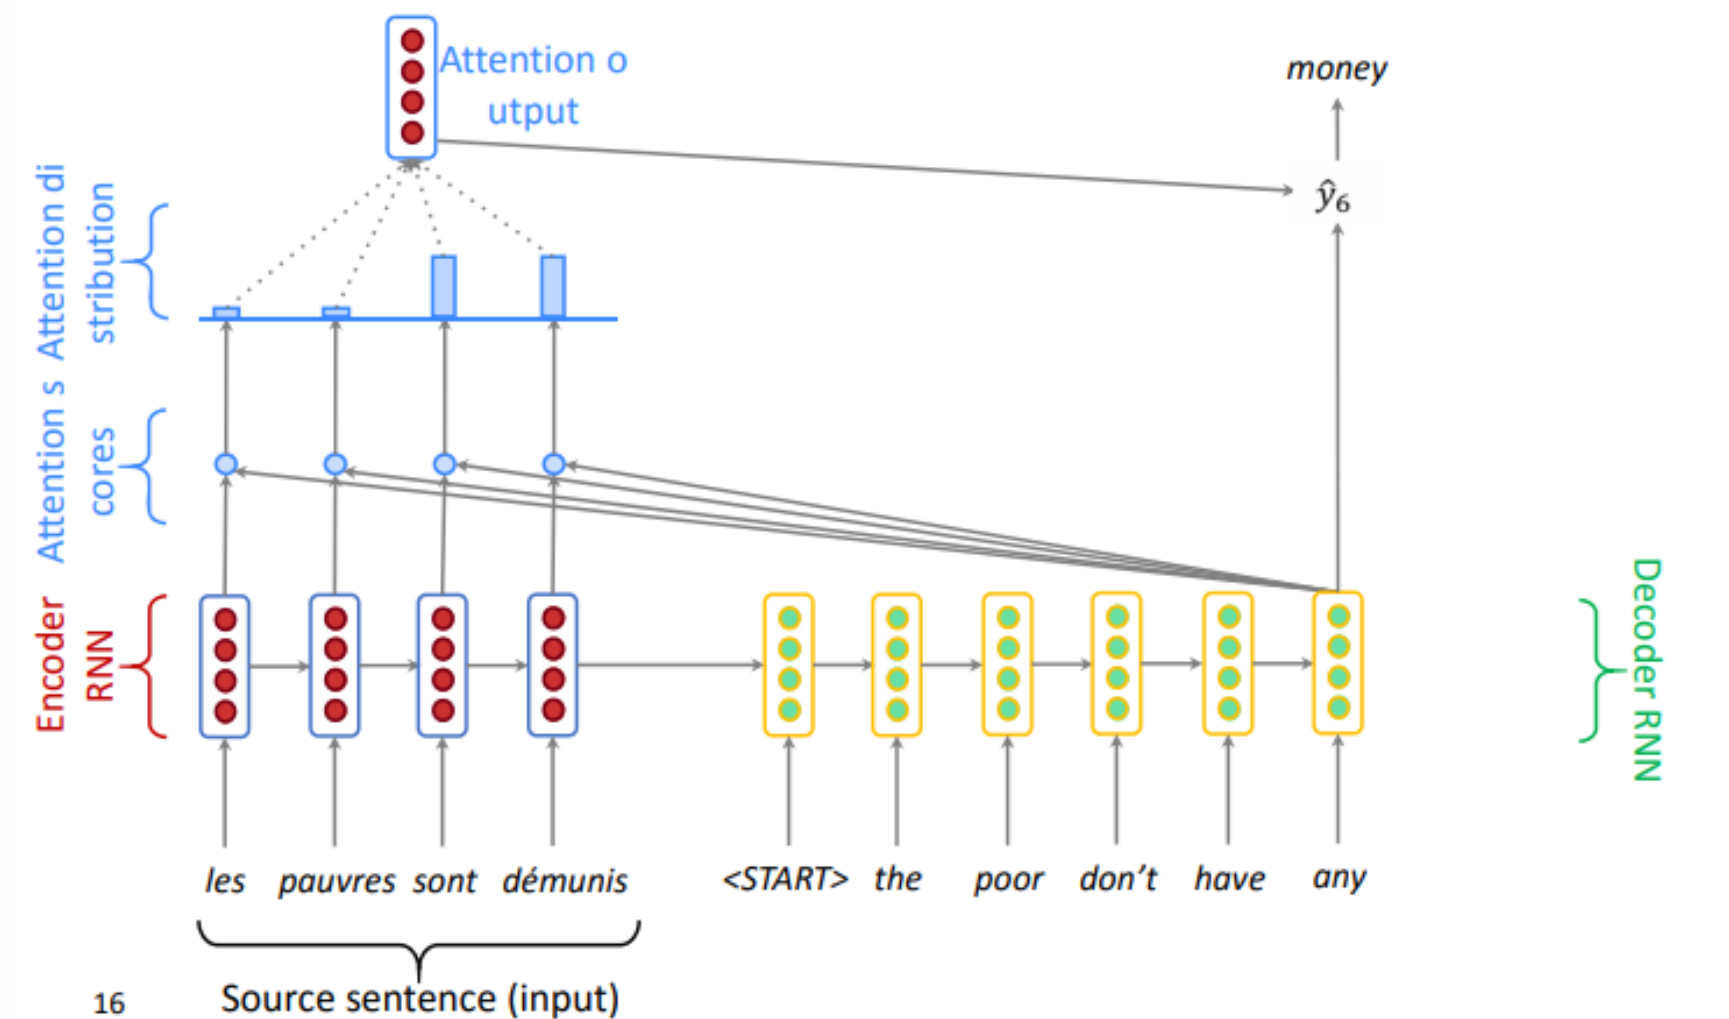 Attention o
utput
money
ŷ₆
Attention di
stribution
Attention s
cores
Encoder
RNN
Decoder RNN
les pauvres sont démunis
<START> the poor don't have any
Source sentence (input)
16